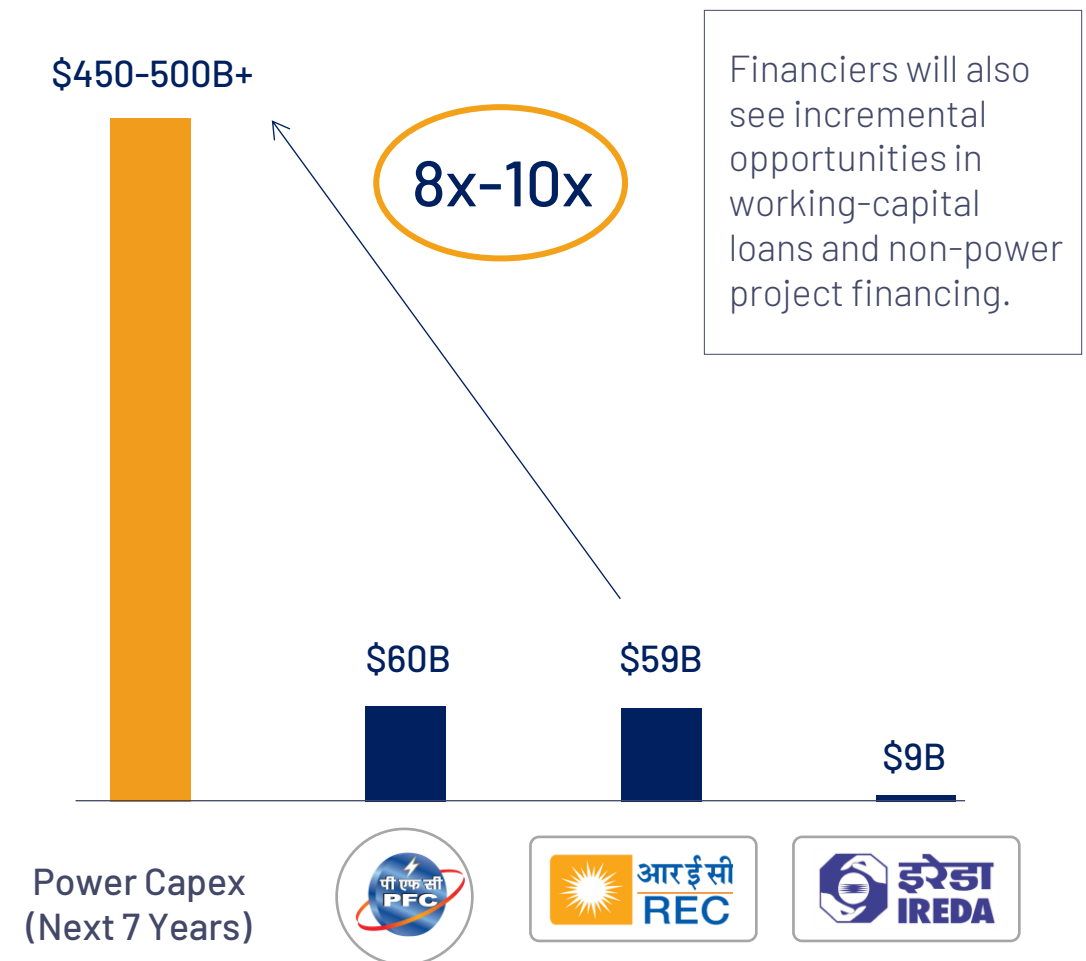 $450-500B+
8x-10x
Financiers will also
see incremental
opportunities in
working-capital
loans and non-power
project financing.
$60B
$59B
$9B
Power Capex
(Next 7 Years)
पी एफ सी
PFC
आर ई सी
REC
इरेडा
IREDA